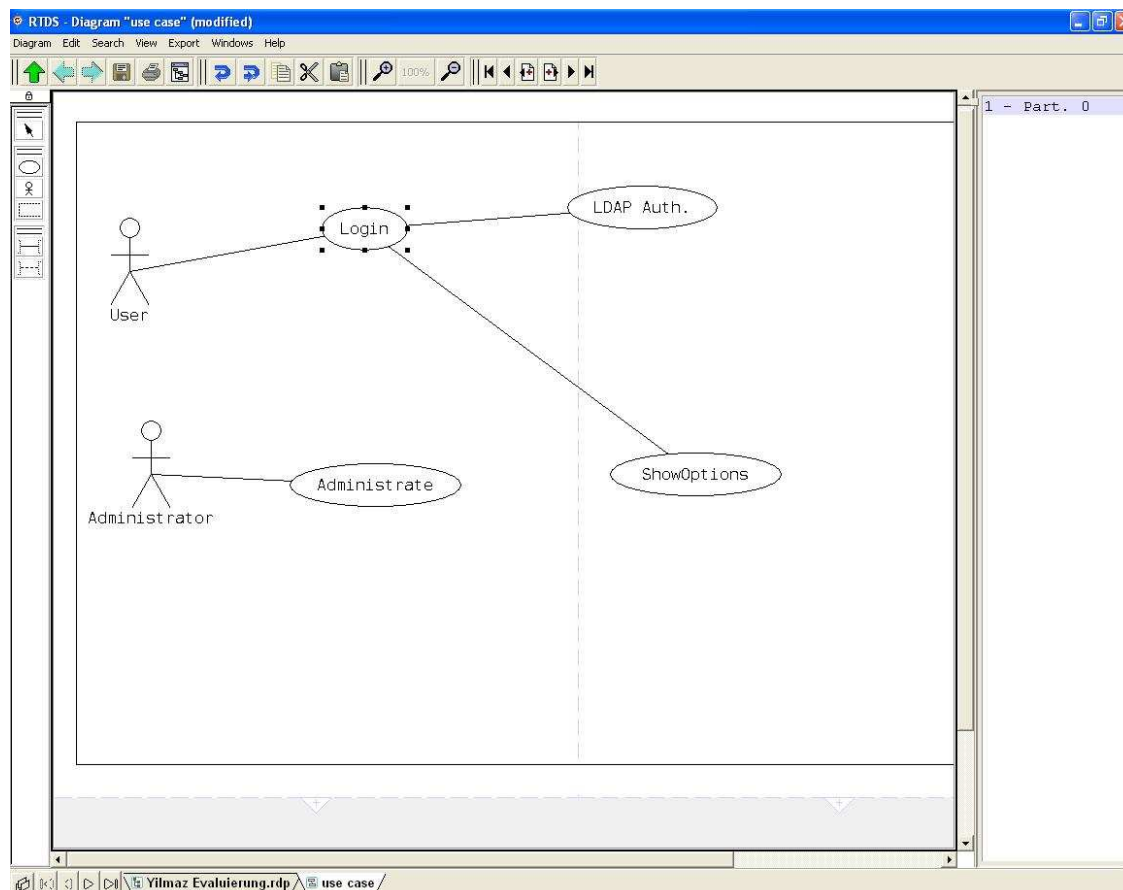 RTDS - Diagram "use case" (modified)
Diagram Edit Search View Export Windows Help
100%
1 - Part. 0
LDAP Auth.
Login
User
ShowOptions
Administrate
Administrator
Yilmaz Evaluierung.rdp
use case